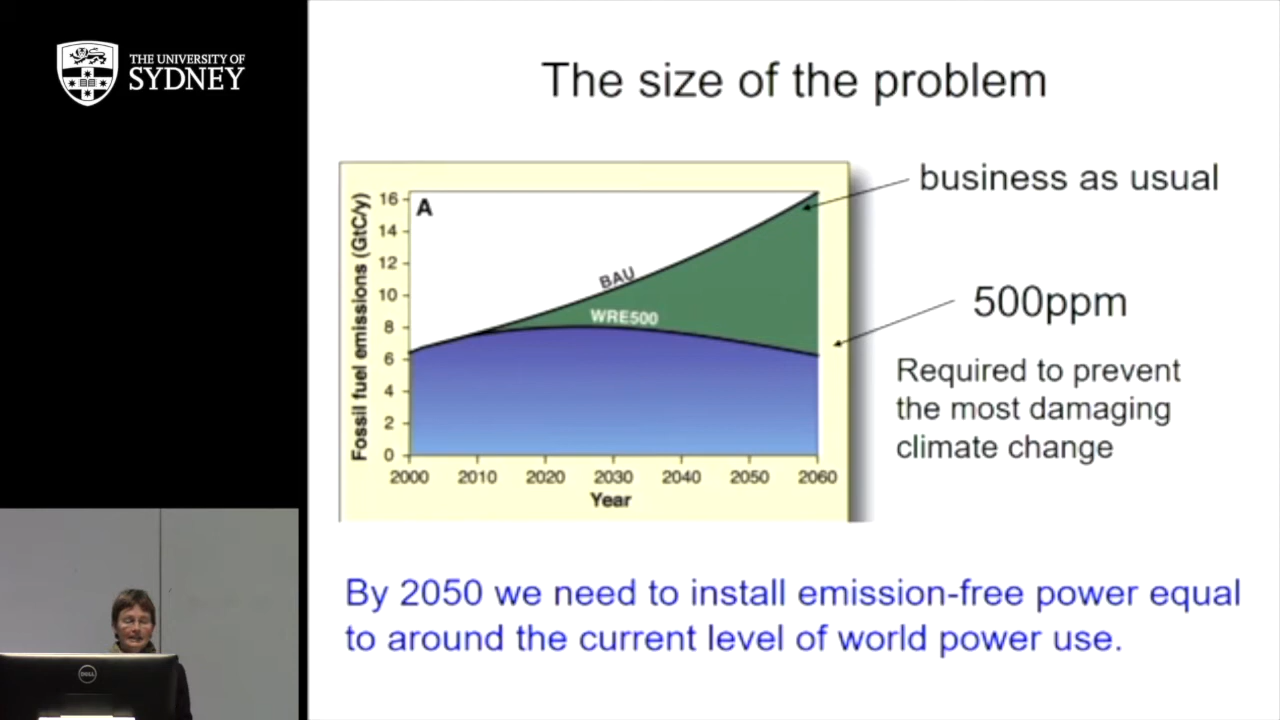 THE UNIVERSITY OF
SYDNEY
The size of the problem
business as usual
500ppm
Required to prevent
the most damaging
climate change
A
Fossil fuel emissions (GtC/y)
16
14
12
10
8
6
4
2
0
BAU
WRE500
2000 2010 2020 2030 2040 2050 2060
Year
By 2050 we need to install emission-free power equal
to around the current level of world power use.
DELL